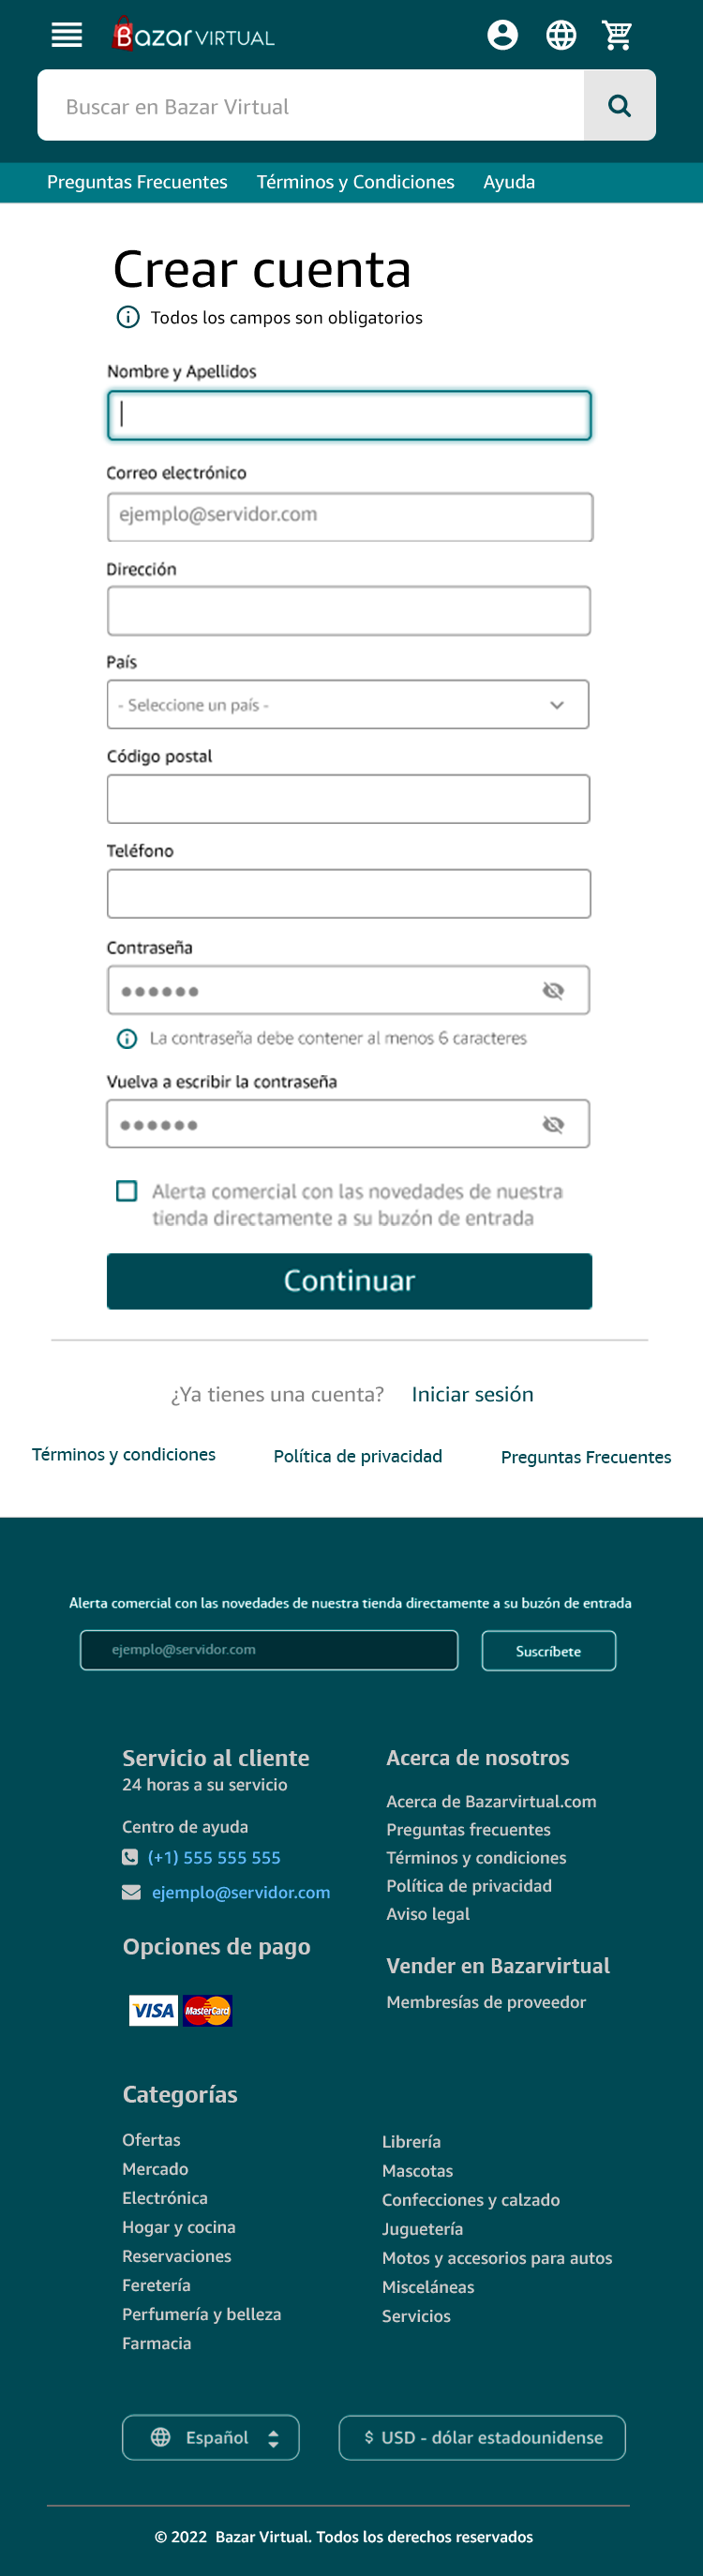 Bazar VIRTUAL
Buscar en Bazar Virtual
Preguntas Frecuentes Términos y Condiciones Ayuda
Crear cuenta
Todos los campos son obligatorios
Nombre y Apellidos
Correo electrónico
ejemplo@servidor.com
Dirección
País
- Seleccione un país -
Código postal
Teléfono
Contraseña
La contraseña debe contener al menos 6 caracteres
Vuelva a escribir la contraseña
Alerta comercial con las novedades de nuestra
tienda directamente a su buzón de entrada
Continuar
¿Ya tienes una cuenta? Iniciar sesión
Términos y condiciones Política de privacidad Preguntas Frecuentes
Alerta comercial con las novedades de nuestra tienda directamente a su buzón de entrada
ejemplo@servidor.com Suscríbete
Servicio al cliente
24 horas a su servicio
Centro de ayuda
(+1) 555 555 555
ejemplo@servidor.com
Opciones de pago
VISA MasterCard
Acerca de nosotros
Acerca de Bazarvirtual.com
Preguntas frecuentes
Términos y condiciones
Política de privacidad
Aviso legal
Vender en Bazarvirtual
Membresías de proveedor
Categorías
Ofertas
Mercado
Electrónica
Hogar y cocina
Reservaciones
Feretería
Perfumería y belleza
Farmacia
Librería
Mascotas
Confecciones y calzado
Juguetería
Motos y accesorios para autos
Misceláneas
Servicios
Español
$ USD - dólar estadounidense
© 2022 Bazar Virtual. Todos los derechos reservados